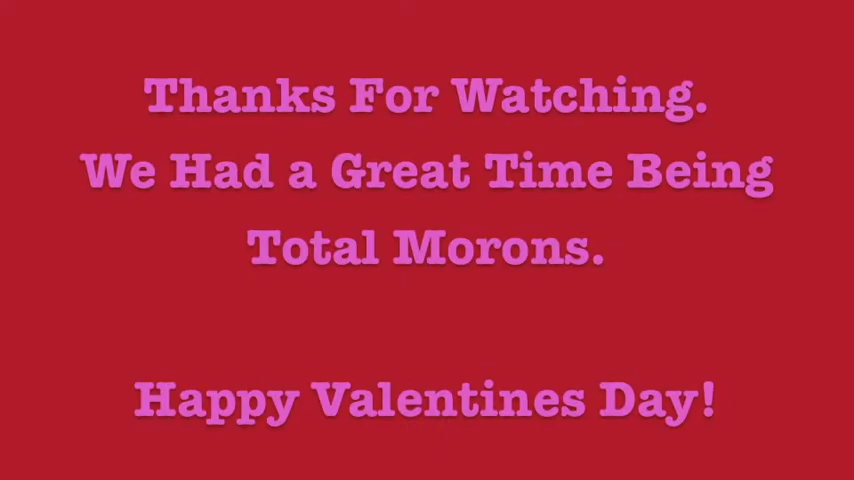 Thanks For Watching.
We Had a Great Time Being
Total Morons.
Happy Valentines Day!